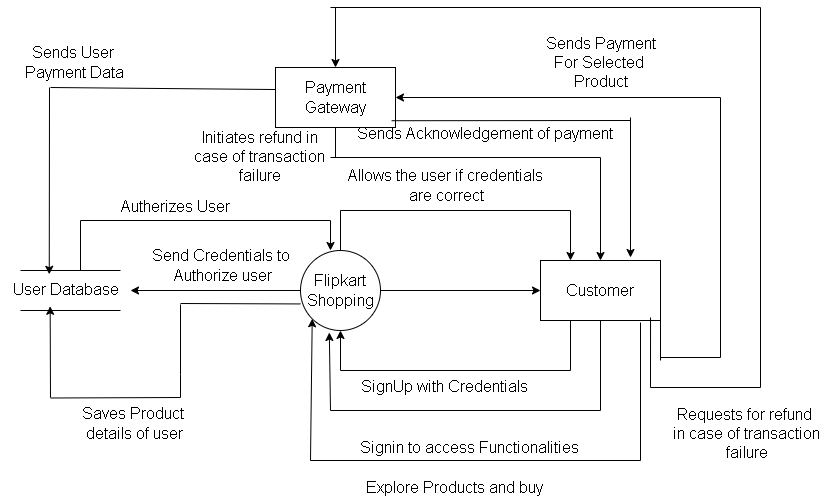 Sends User
Payment Data
Sends Payment
For Selected
Product
Payment
Gateway
Initiates refund in
case of transaction
failure
Sends Acknowledgement of payment
Allows the user if credentials
are correct
Autherizes User
Send Credentials to
Authorize user
User Database
Flipkart
Shopping
Customer
SignUp with Credentials
Saves Product
details of user
Requests for refund
in case of transaction
failure
Signin to access Functionalities
Explore Products and buy